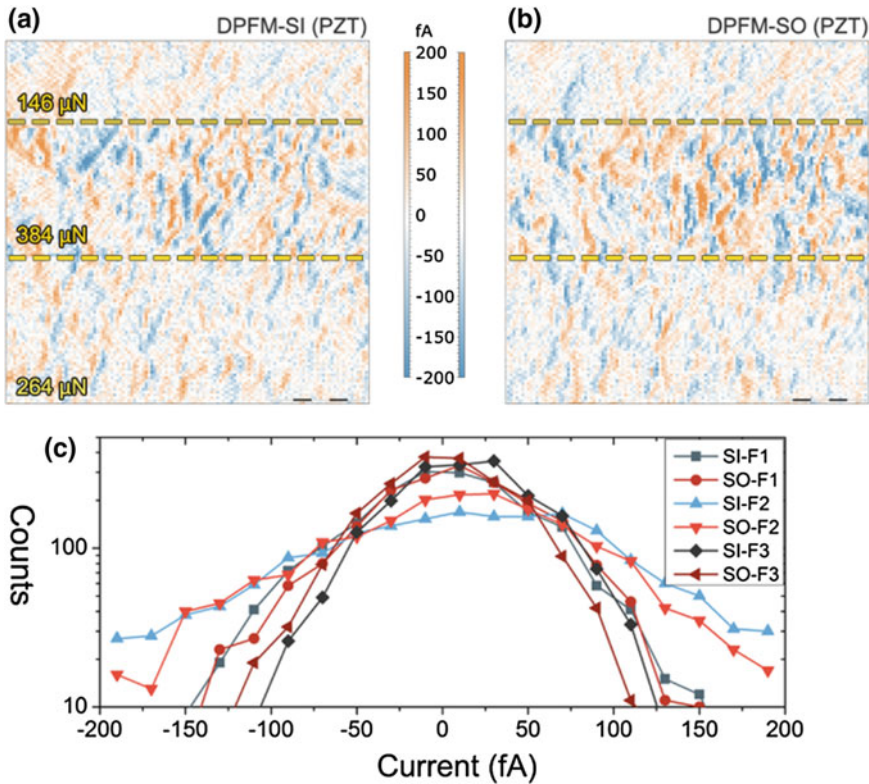 (a) DPFM-SI (PZT)
fA
(b) DPFM-SO (PZT)
200
150
100
50
0
-50
-100
-150
-200
146 µN
384 µN
264 µN
(c)
Counts
100
10
SI-F1
SO-F1
SI-F2
SO-F2
SI-F3
SO-F3
-200 -150 -100 -50 0 50 100 150 200
Current (fA)